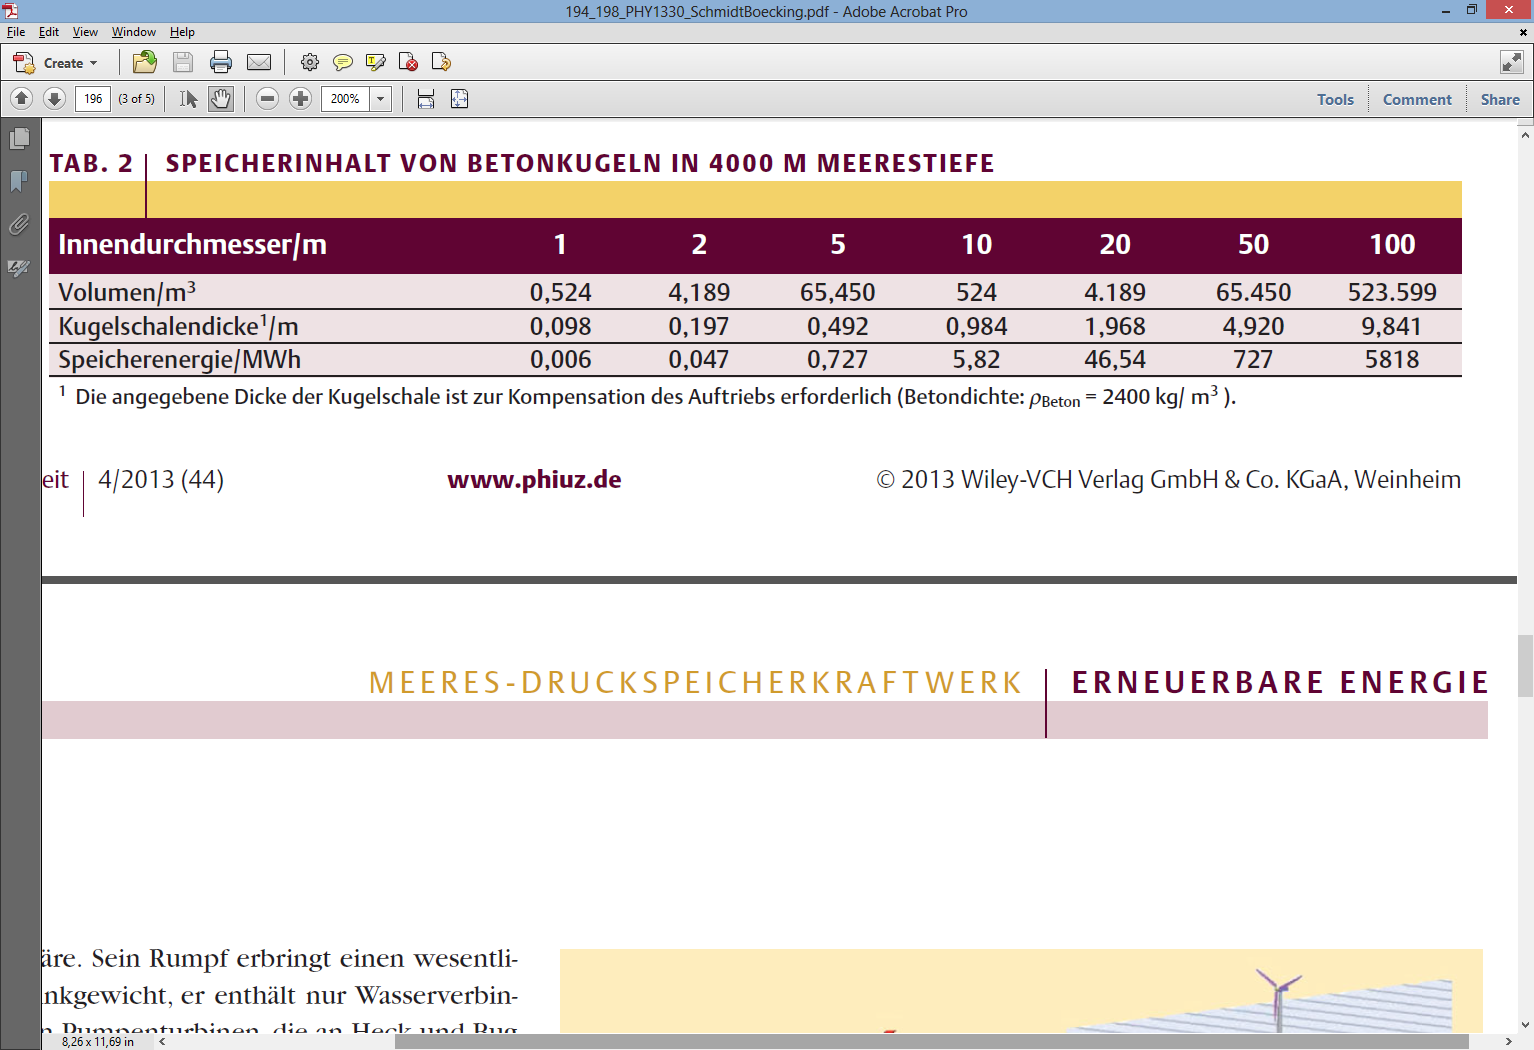 194_198_PHY1330_SchmidtBoecking.pdf - Adobe Acrobat Pro
File Edit View Window Help
Create
196 (3 of 5) 200% Tools Comment Share
TAB. 2 SPEICHERINHALT VON BETONKUGELN IN 4000 M MEERESTIEFE
Innendurchmesser/m 1 2 5 10 20 50 100
Volumen/m³ 0,524 4,189 65,450 524 4.189 65.450 523.599
Kugelschalendicke¹/m 0,098 0,197 0,492 0,984 1,968 4,920 9,841
Speicherenergie/MWh 0,006 0,047 0,727 5,82 46,54 727 5818
¹ Die angegebene Dicke der Kugelschale ist zur Kompensation des Auftriebs erforderlich (Betondichte: ρBeton = 2400 kg/ m³ ).
eit 4/2013 (44) www.phiuz.de © 2013 Wiley-VCH Verlag GmbH & Co. KGaA, Weinheim
MEERES-DRUCKSPEICHERKRAFTWERK ERNEUERBARE ENERGIE
äre. Sein Rumpf erbringt einen wesentli-
nkgewicht, er enthält nur Wasserverbin-
n Pumpenturbinen, die an Heck und Bug
8,26 x 11,69 in